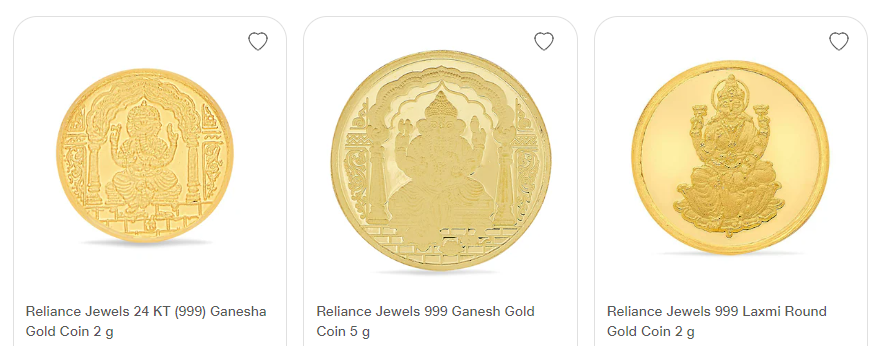 Reliance Jewels 24 KT (999) Ganesha
Gold Coin 2 g
Reliance Jewels 999 Ganesh Gold
Coin 5 g
Reliance Jewels 999 Laxmi Round
Gold Coin 2 g